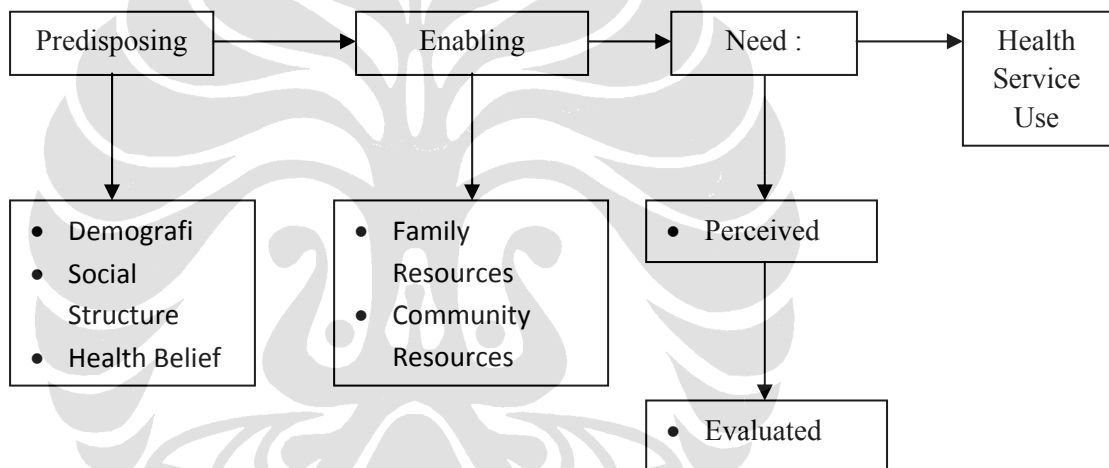 Predisposing
Enabling
Need :
Health
Service
Use
• Demografi
• Social
Structure
• Health Belief
• Family
Resources
• Community
Resources
• Perceived
• Evaluated